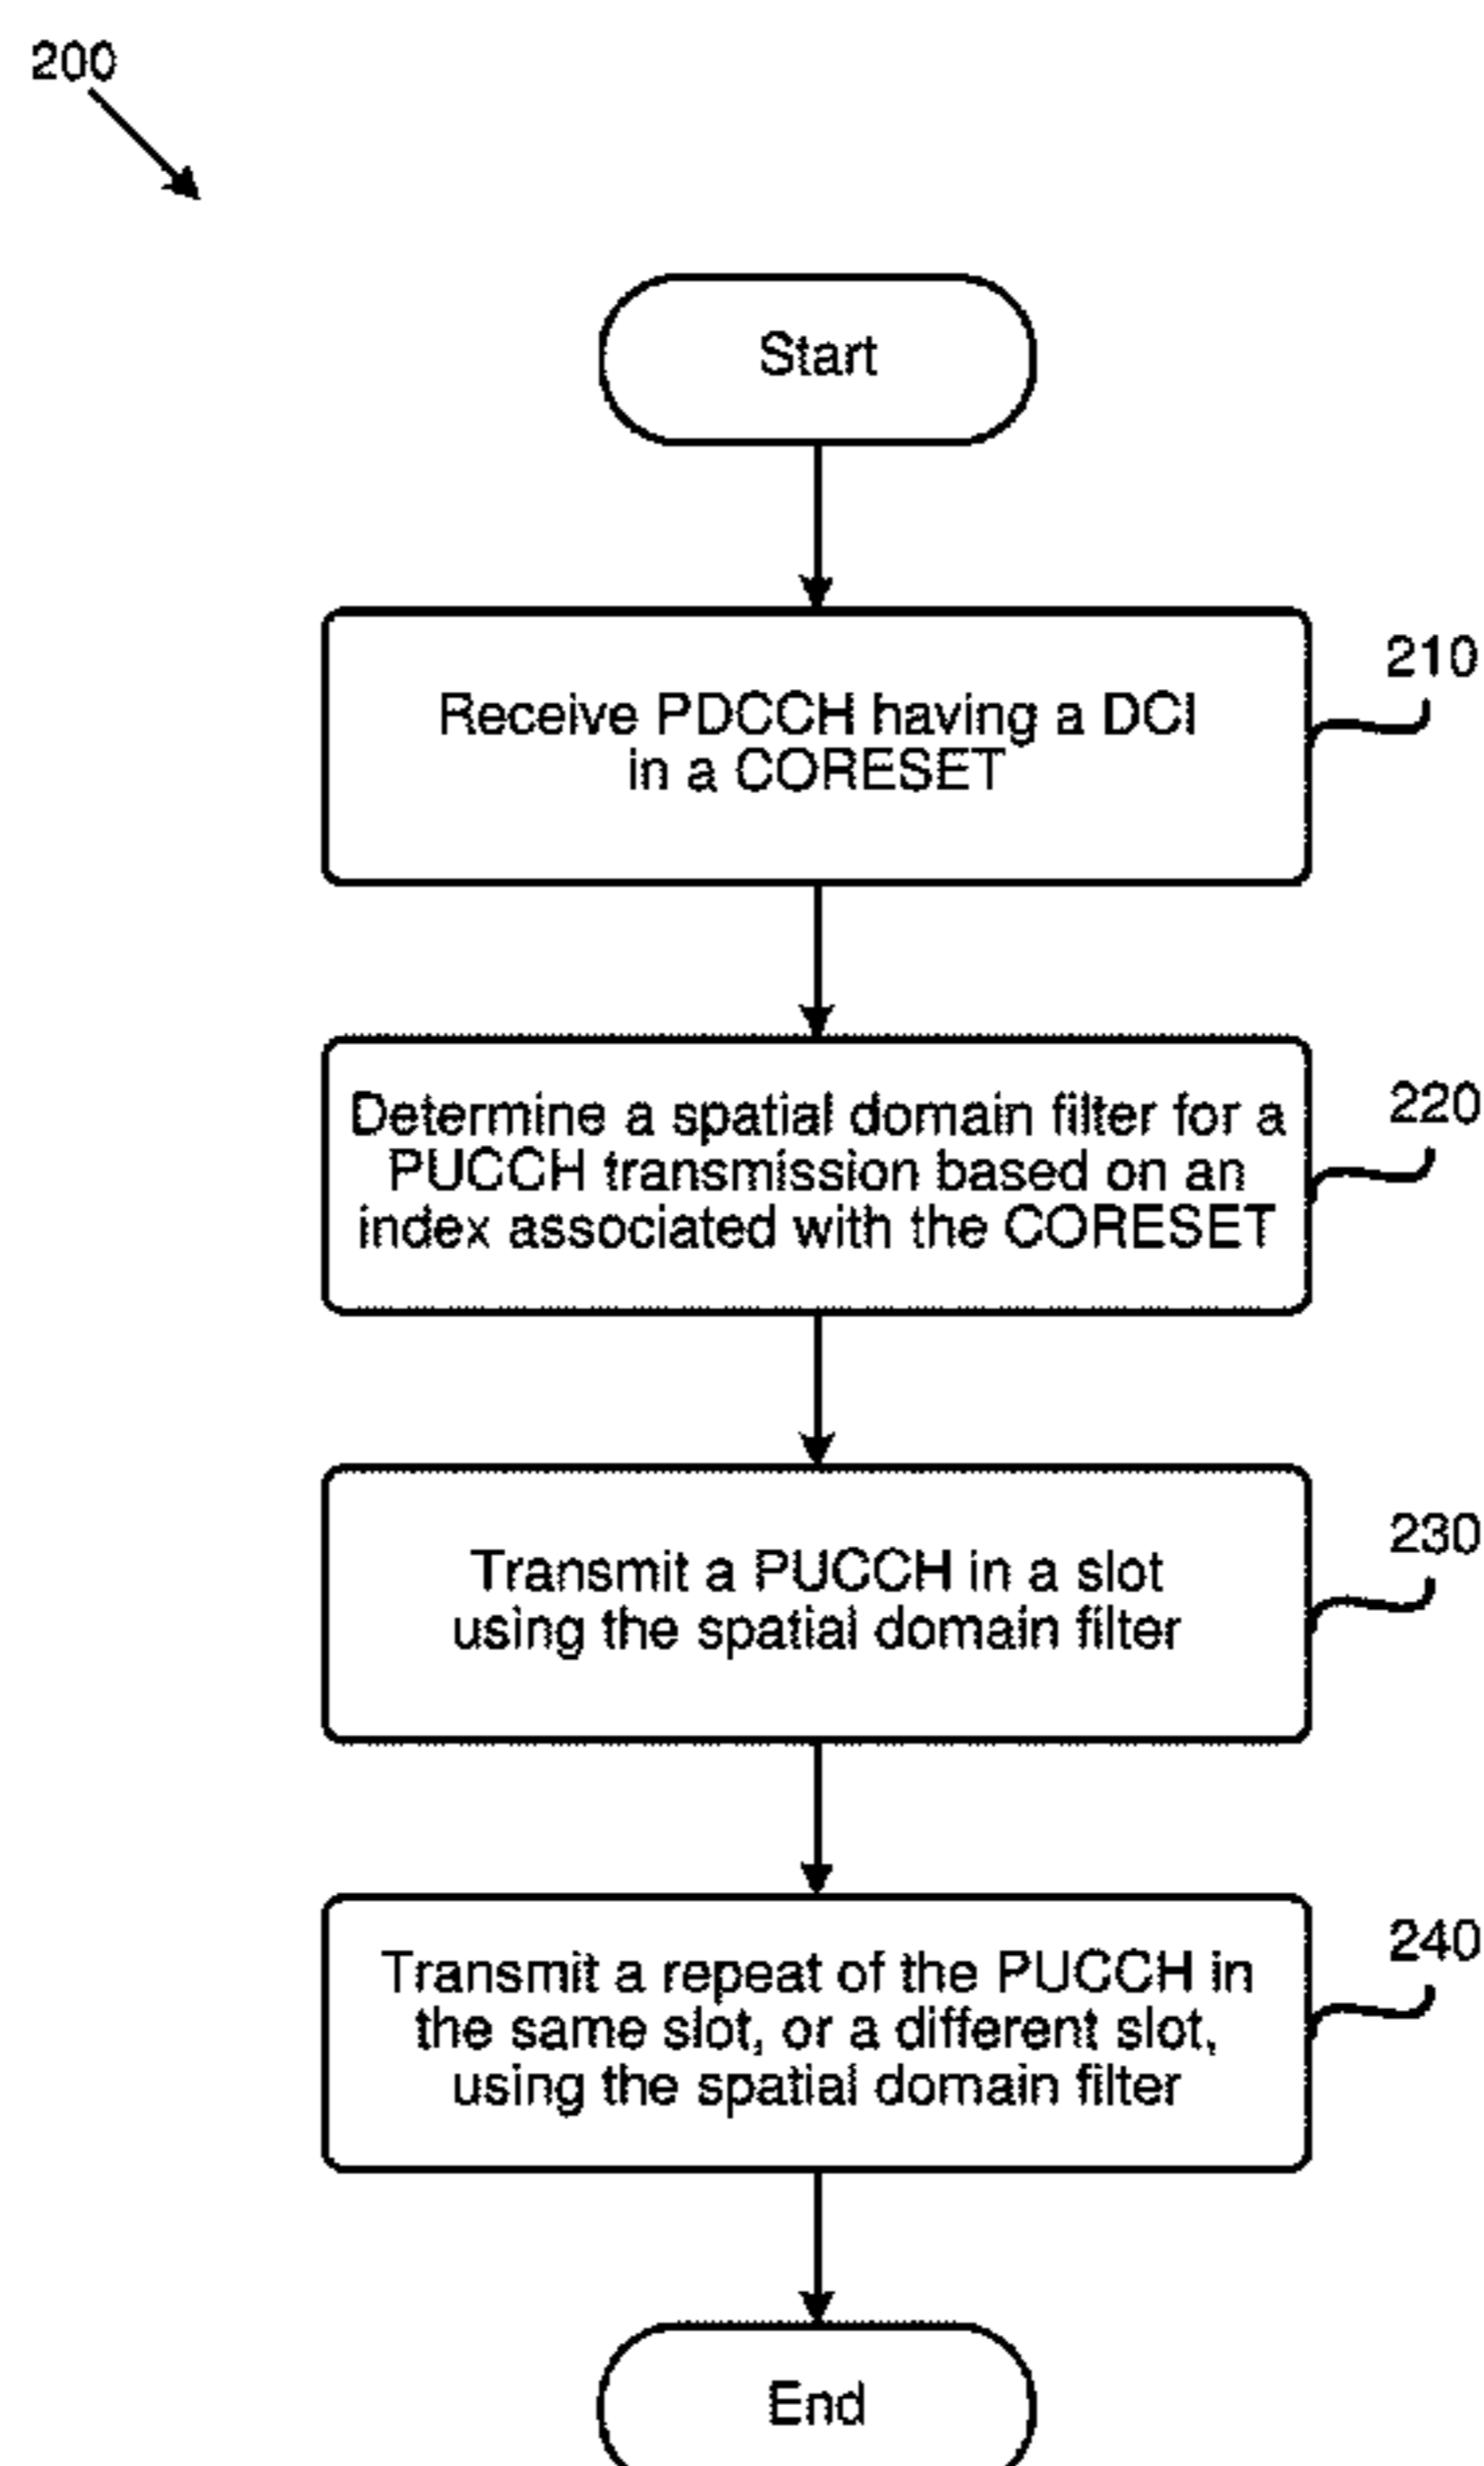 200
Start
210
Receive PDCCH having a DCI
in a CORESET
220
Determine a spatial domain filter for a
PUCCH transmission based on an
index associated with the CORESET
230
Transmit a PUCCH in a slot
using the spatial domain filter
240
Transmit a repeat of the PUCCH in
the same slot, or a different slot,
using the spatial domain filter
End